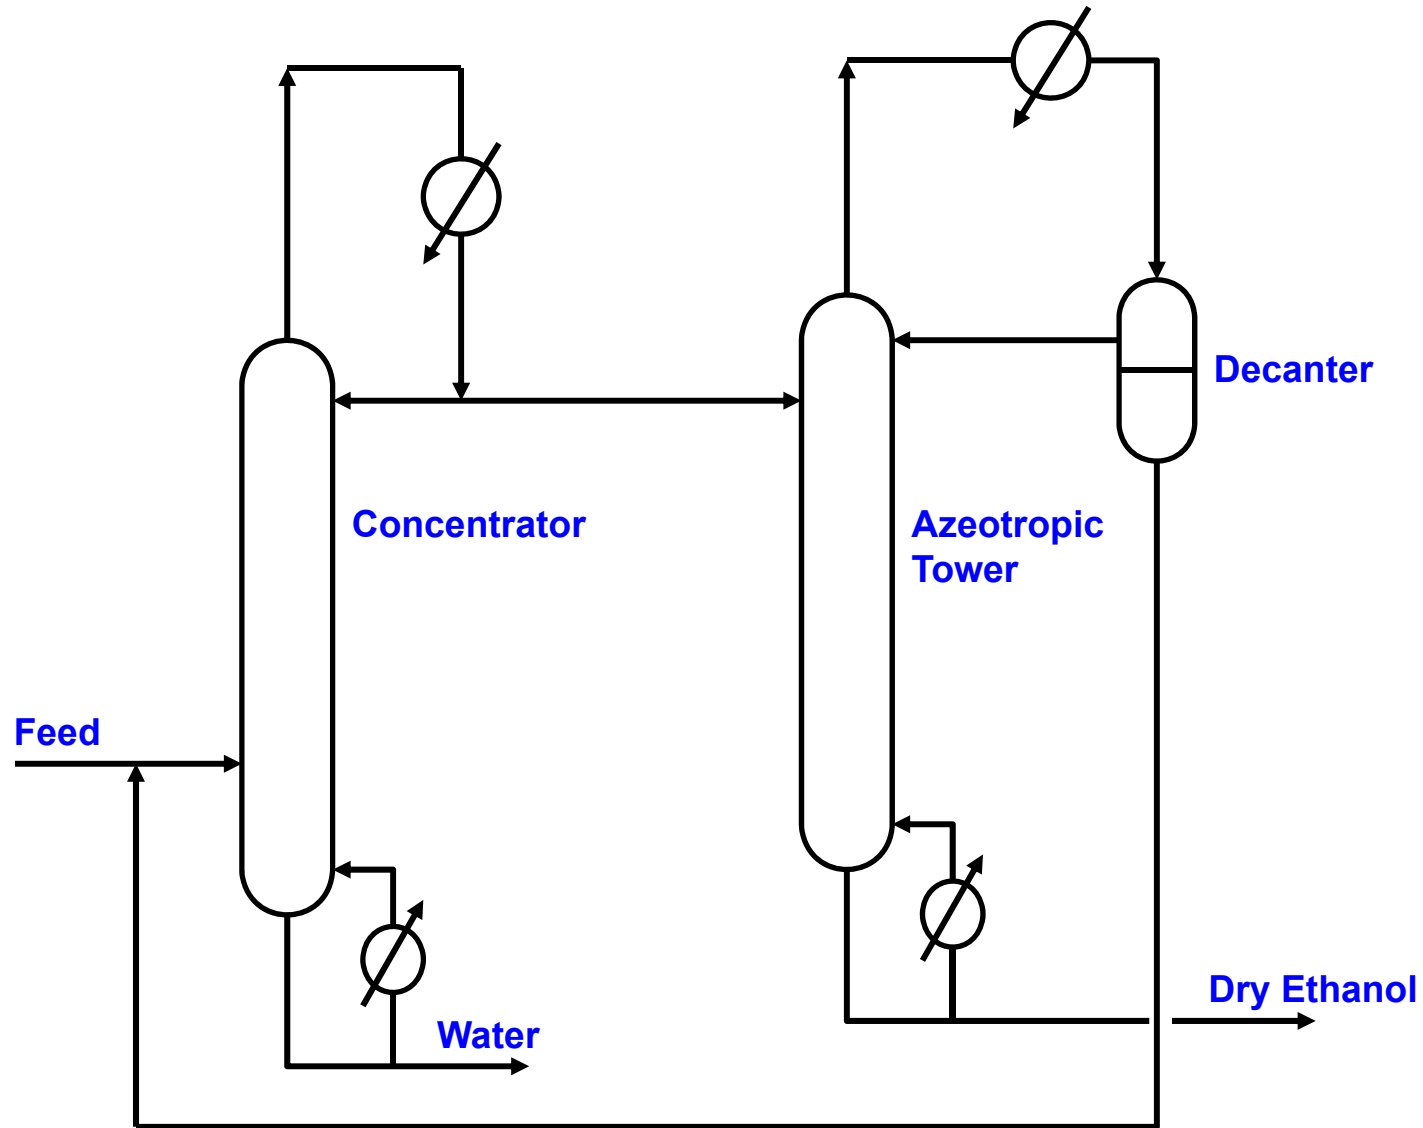 Decanter
Concentrator
Azeotropic
Tower
Feed
Dry Ethanol
Water